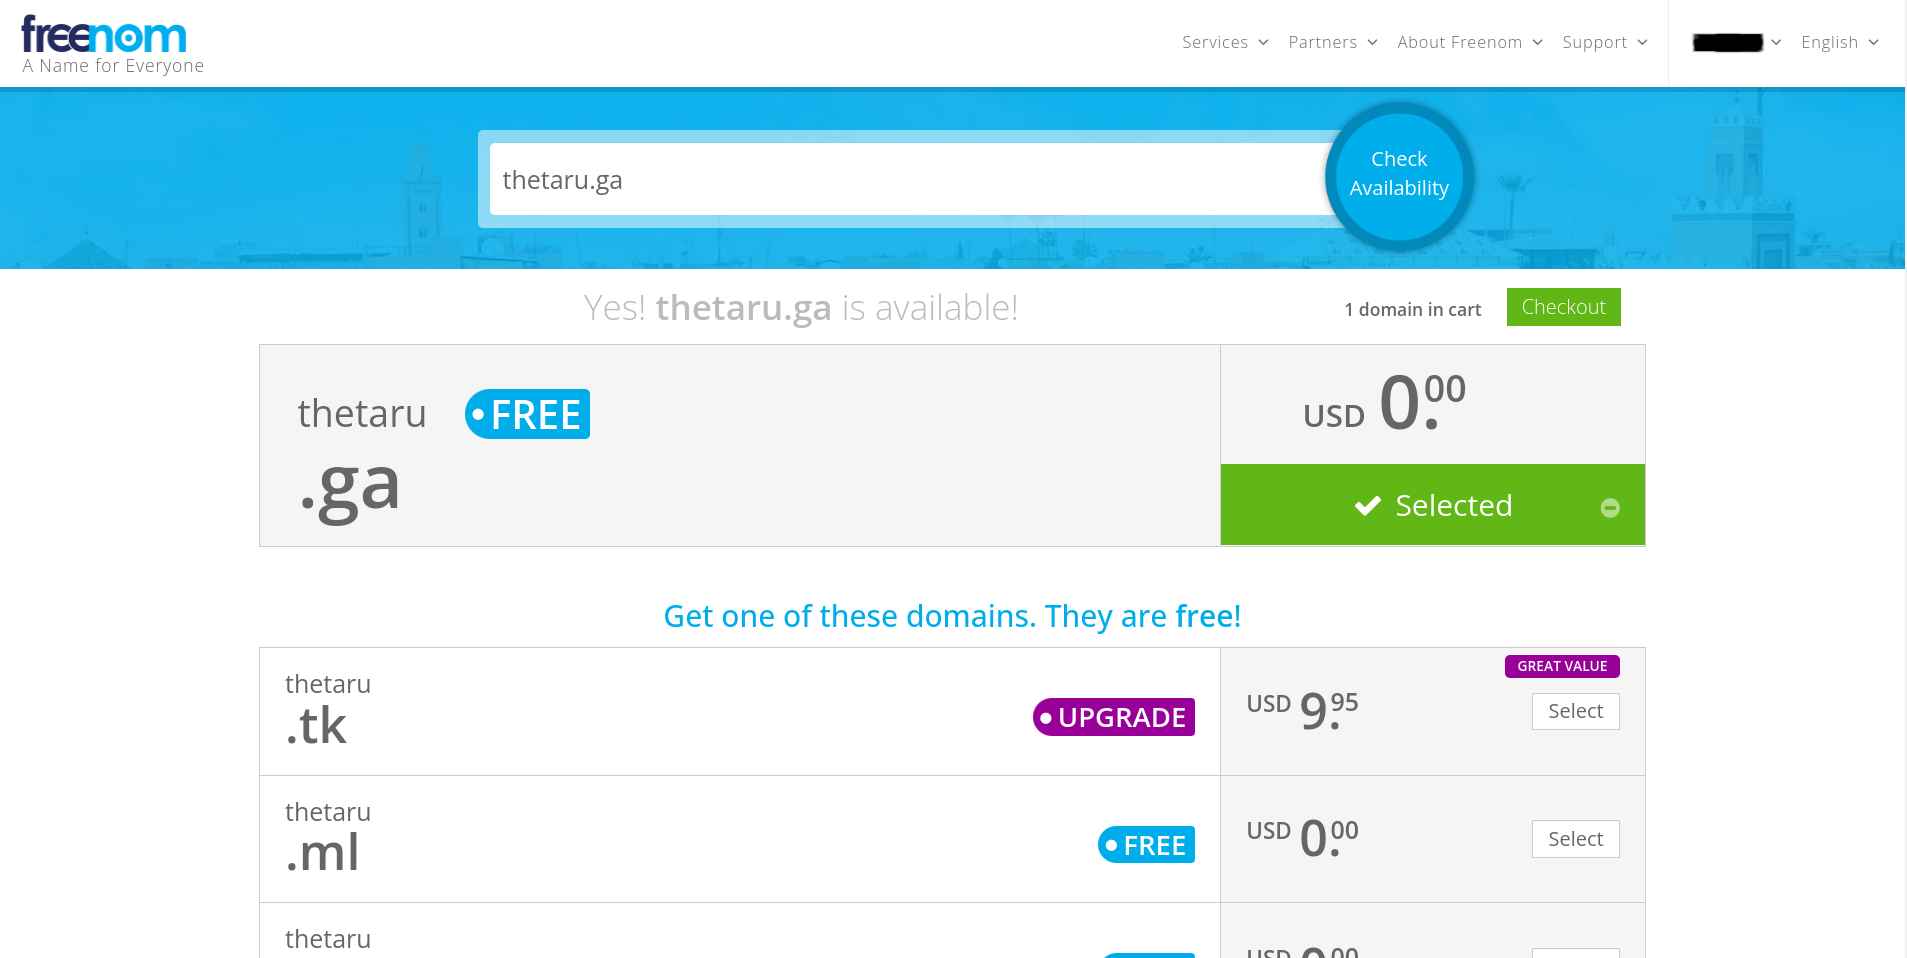 freenom
A Name for Everyone
Services Partners About Freenom Support English
thetaru.ga
Check
Availability
Yes! thetaru.ga is available!
1 domain in cart
Checkout
thetaru
.ga
FREE
USD 0.00
Selected
Get one of these domains. They are free!
thetaru
.tk
UPGRADE
GREAT VALUE
USD 9.95
Select
thetaru
.ml
FREE
USD 0.00
Select
thetaru
USD 0.00